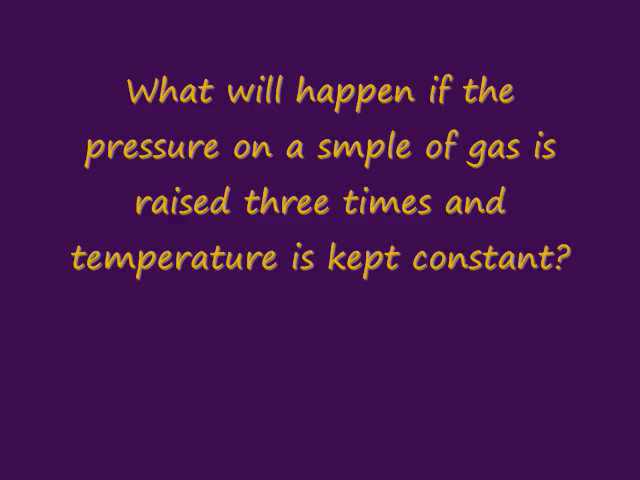 What will happen if the
pressure on a smple of gas is
raised three times and
temperature is kept constant?